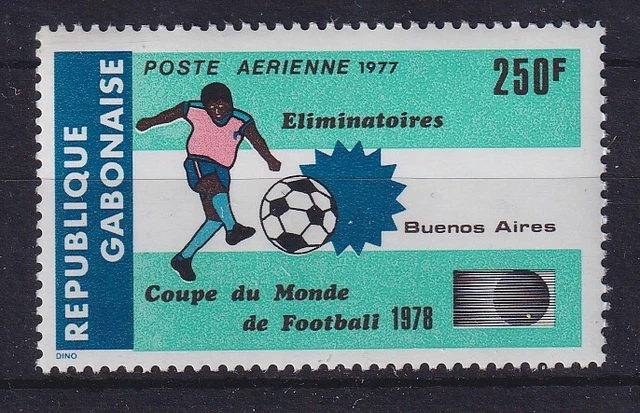 REPUBLIQUE
GABONAISE
POSTE AERIENNE 1977
250F
Eliminatoires
Buenos Aires
Coupe du Monde
de Football 1978
DINO